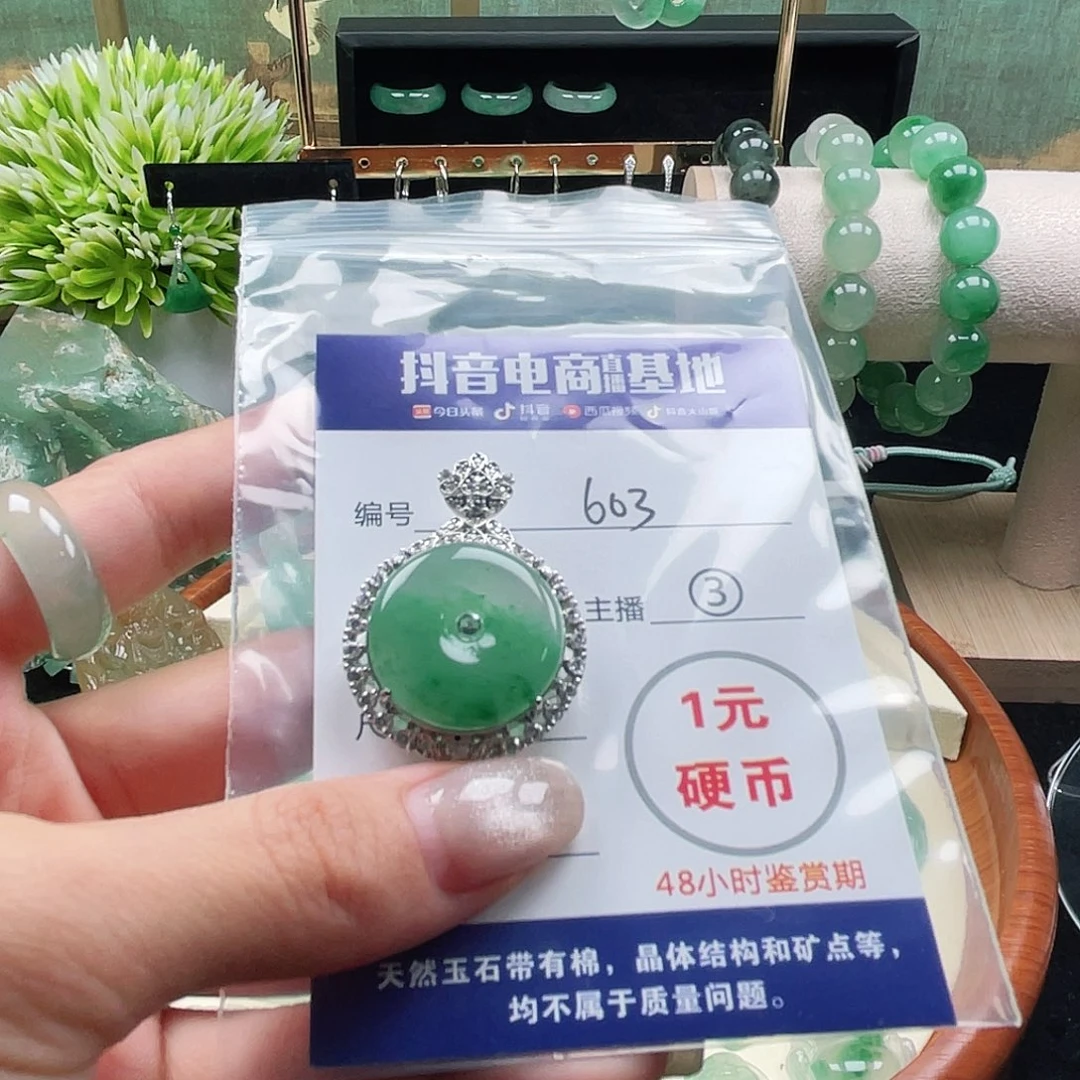 抖音电商直播基地
今日头条 抖音 西瓜视频 抖音火山版
编号 603
主播 ③
1元
硬币
48小时鉴赏期
天然玉石带有棉，晶体结构和矿点等，
均不属于质量问题。